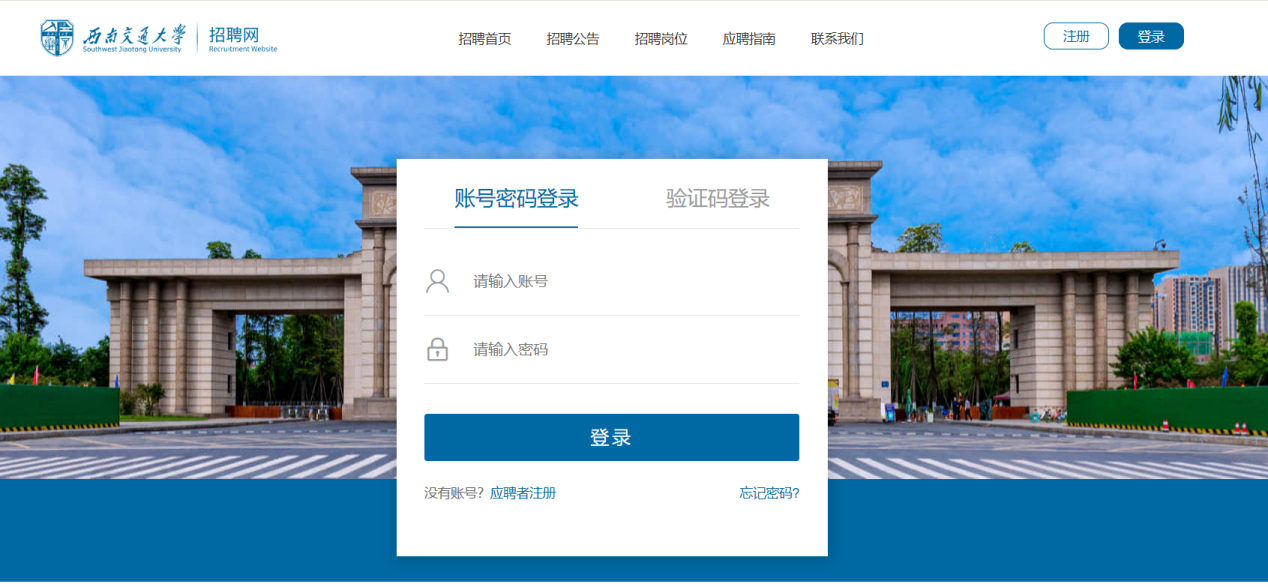 西南交通大学
Southwest Jiaotong University
招聘网
Recruitment Website
招聘首页 招聘公告 招聘岗位 应聘指南 联系我们
注册 登录
账号密码登录 验证码登录
请输入账号
请输入密码
登录
没有账号? 应聘者注册 忘记密码?